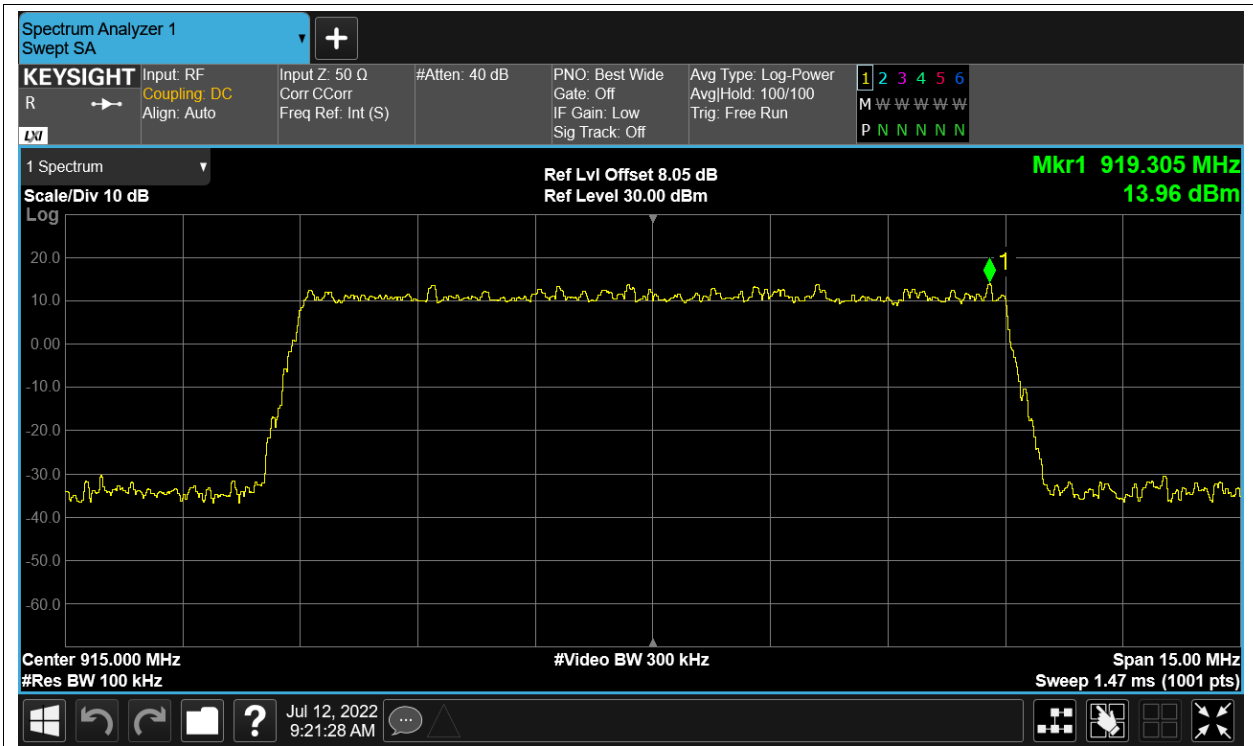 Spectrum Analyzer 1
Swept SA
▼
+
KEYSIGHT
R
LXI
Input: RF
Coupling: DC
Align: Auto
Input Z: 50 Ω
Corr CCorr
Freq Ref: Int (S)
#Atten: 40 dB
PNO: Best Wide
Gate: Off
IF Gain: Low
Sig Track: Off
Avg Type: Log-Power
Avg|Hold: 100/100
Trig: Free Run
1 2 3 4 5 6
M W W W W W
P N N N N N
1 Spectrum ▼
Scale/Div 10 dB
Log
Ref Lvl Offset 8.05 dB
Ref Level 30.00 dBm
Mkr1 919.305 MHz
13.96 dBm
1
20.0
10.0
0.00
-10.0
-20.0
-30.0
-40.0
-50.0
-60.0
Center 915.000 MHz
#Res BW 100 kHz
#Video BW 300 kHz
Span 15.00 MHz
Sweep 1.47 ms (1001 pts)
?
Jul 12, 2022
9:21:28 AM